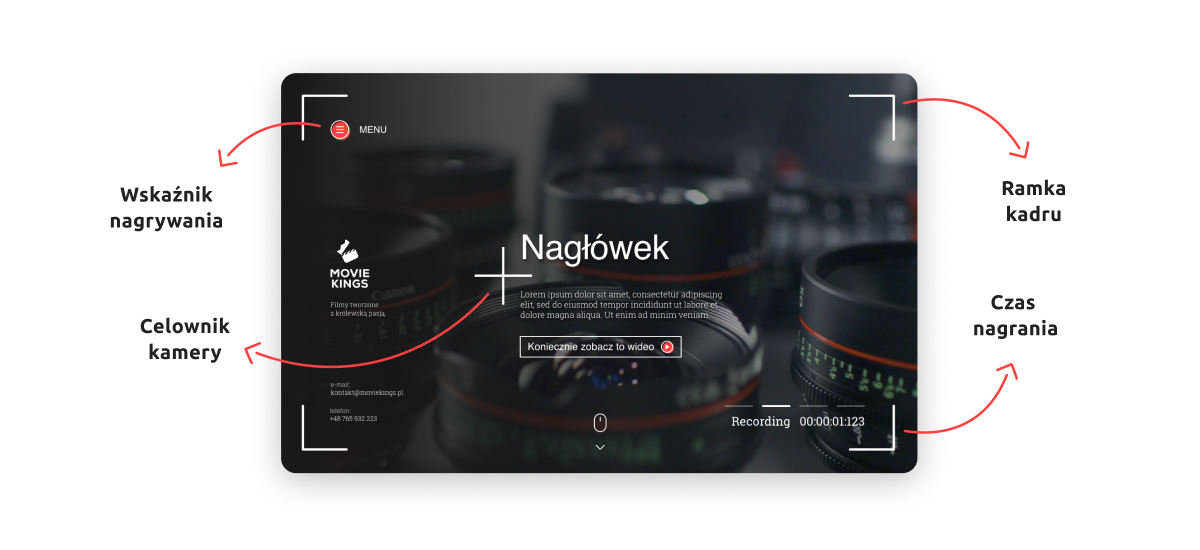 MENU
Wskaźnik
nagrywania
Ramka
kadru
Nagłówek
MOVIE
KINGS
Filmy tworzone
z królewską pasją.
Canon
Lorem ipsum dolor sit amet, consectetur adipiscing
elit, sed do eiusmod tempor incididunt ut labore et
dolore magna aliqua. Ut enim ad minim veniam
Czas
nagrania
Celownik
kamery
Koniecznie zobacz to wideo
e-mail:
kontakt@moviekings.pl
telefon:
+48 765 932 223
Recording 00:00:01:123